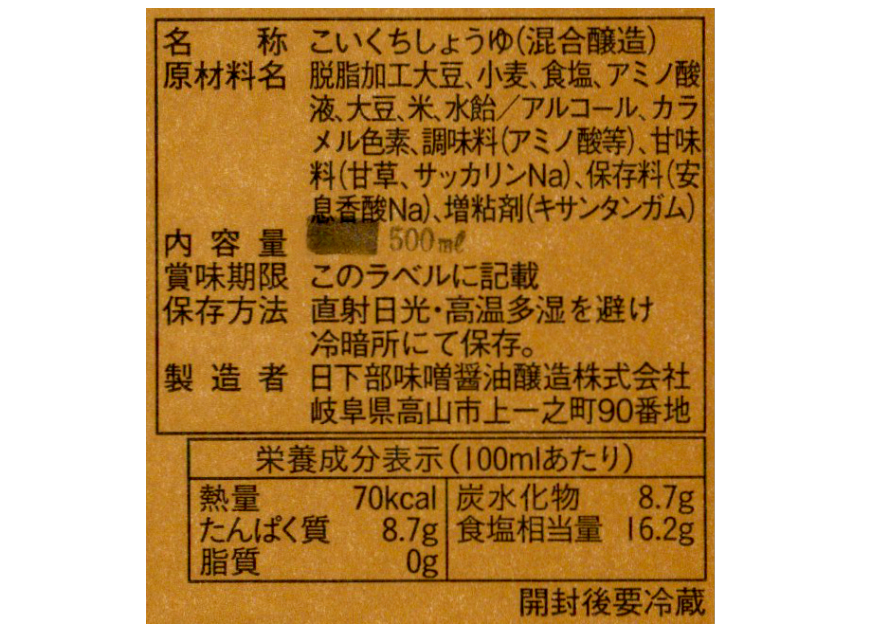 名称 こいくちしょうゆ(混合醸造)
原材料名 脱脂加工大豆、小麦、食塩、アミノ酸
液、大豆、米、水飴／アルコール、カラ
メル色素、調味料(アミノ酸等)、甘味
料(甘草、サッカリンNa)、保存料(安
息香酸Na)、増粘剤(キサンタンガム)
内容量 500ml
賞味期限 このラベルに記載
保存方法 直射日光・高温多湿を避け
冷暗所にて保存。
製造者 日下部味噌醤油醸造株式会社
岐阜県高山市上一之町90番地
栄養成分表示(100mlあたり)
熱量 70kcal 炭水化物 8.7g
たんぱく質 8.7g 食塩相当量 16.2g
脂質 0g
開封後要冷蔵